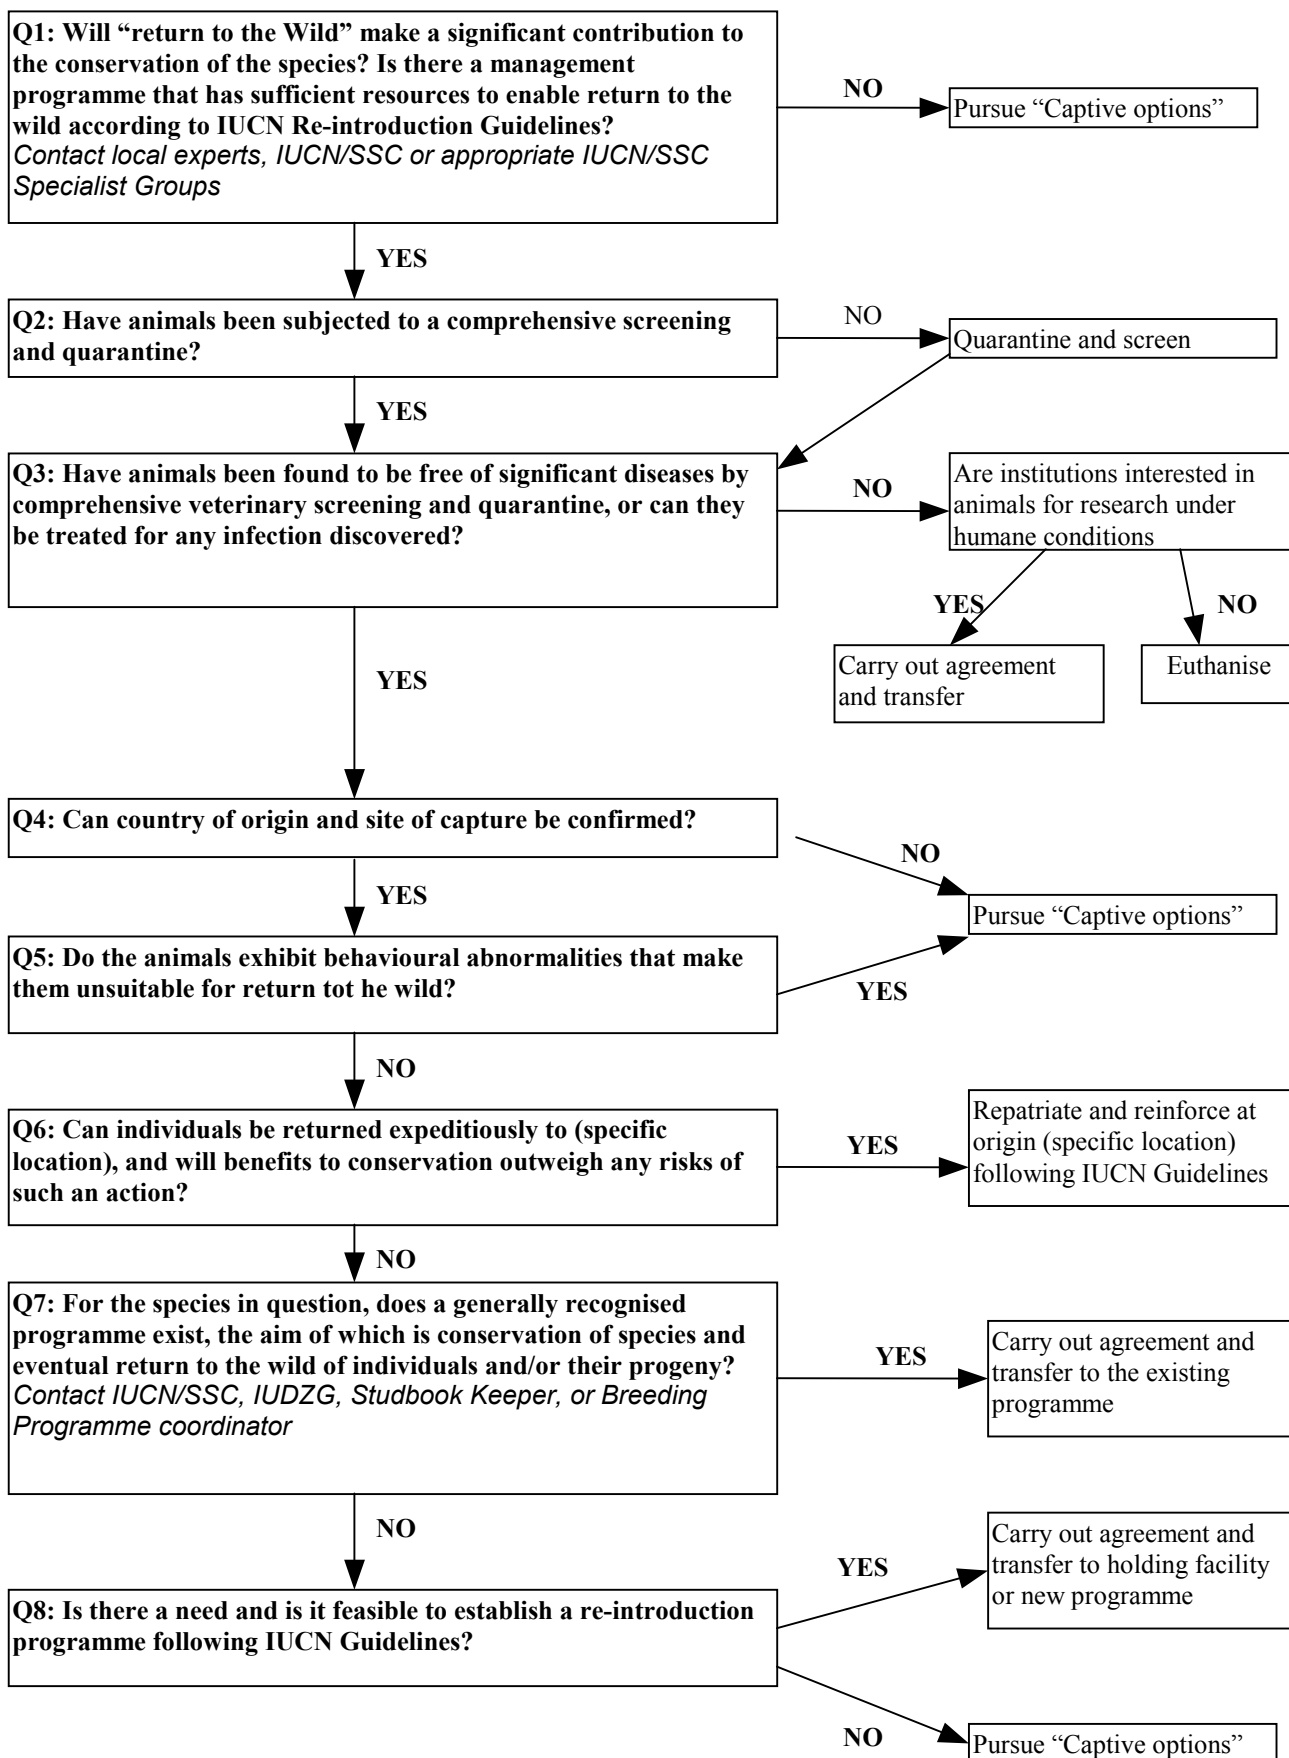 Q1: Will “return to the Wild” make a significant contribution to
the conservation of the species? Is there a management
programme that has sufficient resources to enable return to the
wild according to IUCN Re-introduction Guidelines?
Contact local experts, IUCN/SSC or appropriate IUCN/SSC
Specialist Groups
NO
Pursue “Captive options”
YES
Q2: Have animals been subjected to a comprehensive screening
and quarantine?
NO
Quarantine and screen
YES
Q3: Have animals been found to be free of significant diseases by
comprehensive veterinary screening and quarantine, or can they
be treated for any infection discovered?
NO
Are institutions interested in
animals for research under
humane conditions
YES
NO
Carry out agreement
and transfer
Euthanise
YES
Q4: Can country of origin and site of capture be confirmed?
NO
YES
Pursue “Captive options”
Q5: Do the animals exhibit behavioural abnormalities that make
them unsuitable for return tot he wild?
YES
NO
Q6: Can individuals be returned expeditiously to (specific
location), and will benefits to conservation outweigh any risks of
such an action?
YES
Repatriate and reinforce at
origin (specific location)
following IUCN Guidelines
NO
Q7: For the species in question, does a generally recognised
programme exist, the aim of which is conservation of species and
eventual return to the wild of individuals and/or their progeny?
Contact IUCN/SSC, IUDZG, Studbook Keeper, or Breeding
Programme coordinator
YES
Carry out agreement and
transfer to the existing
programme
NO
Q8: Is there a need and is it feasible to establish a re-introduction
programme following IUCN Guidelines?
YES
Carry out agreement and
transfer to holding facility
or new programme
NO
Pursue “Captive options”